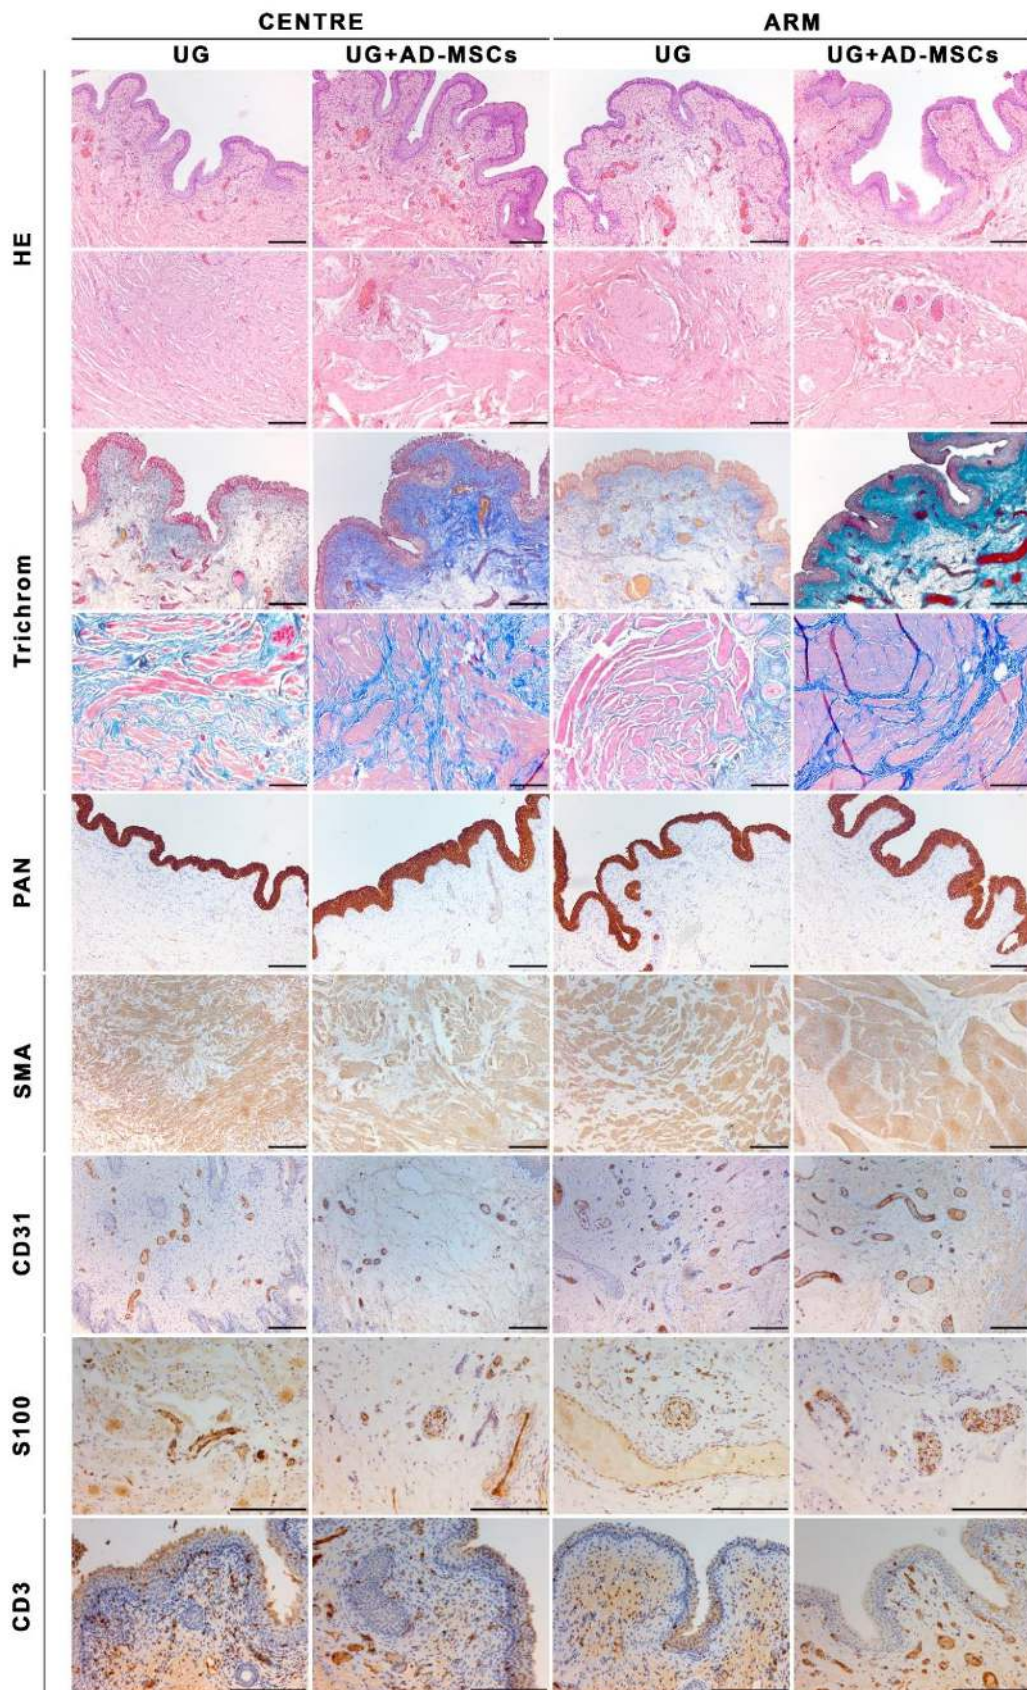 CENTRE ARM
UG UG+AD-MSCs UG UG+AD-MSCs
HE
Trichrom
PAN
SMA
CD31
S100
CD3